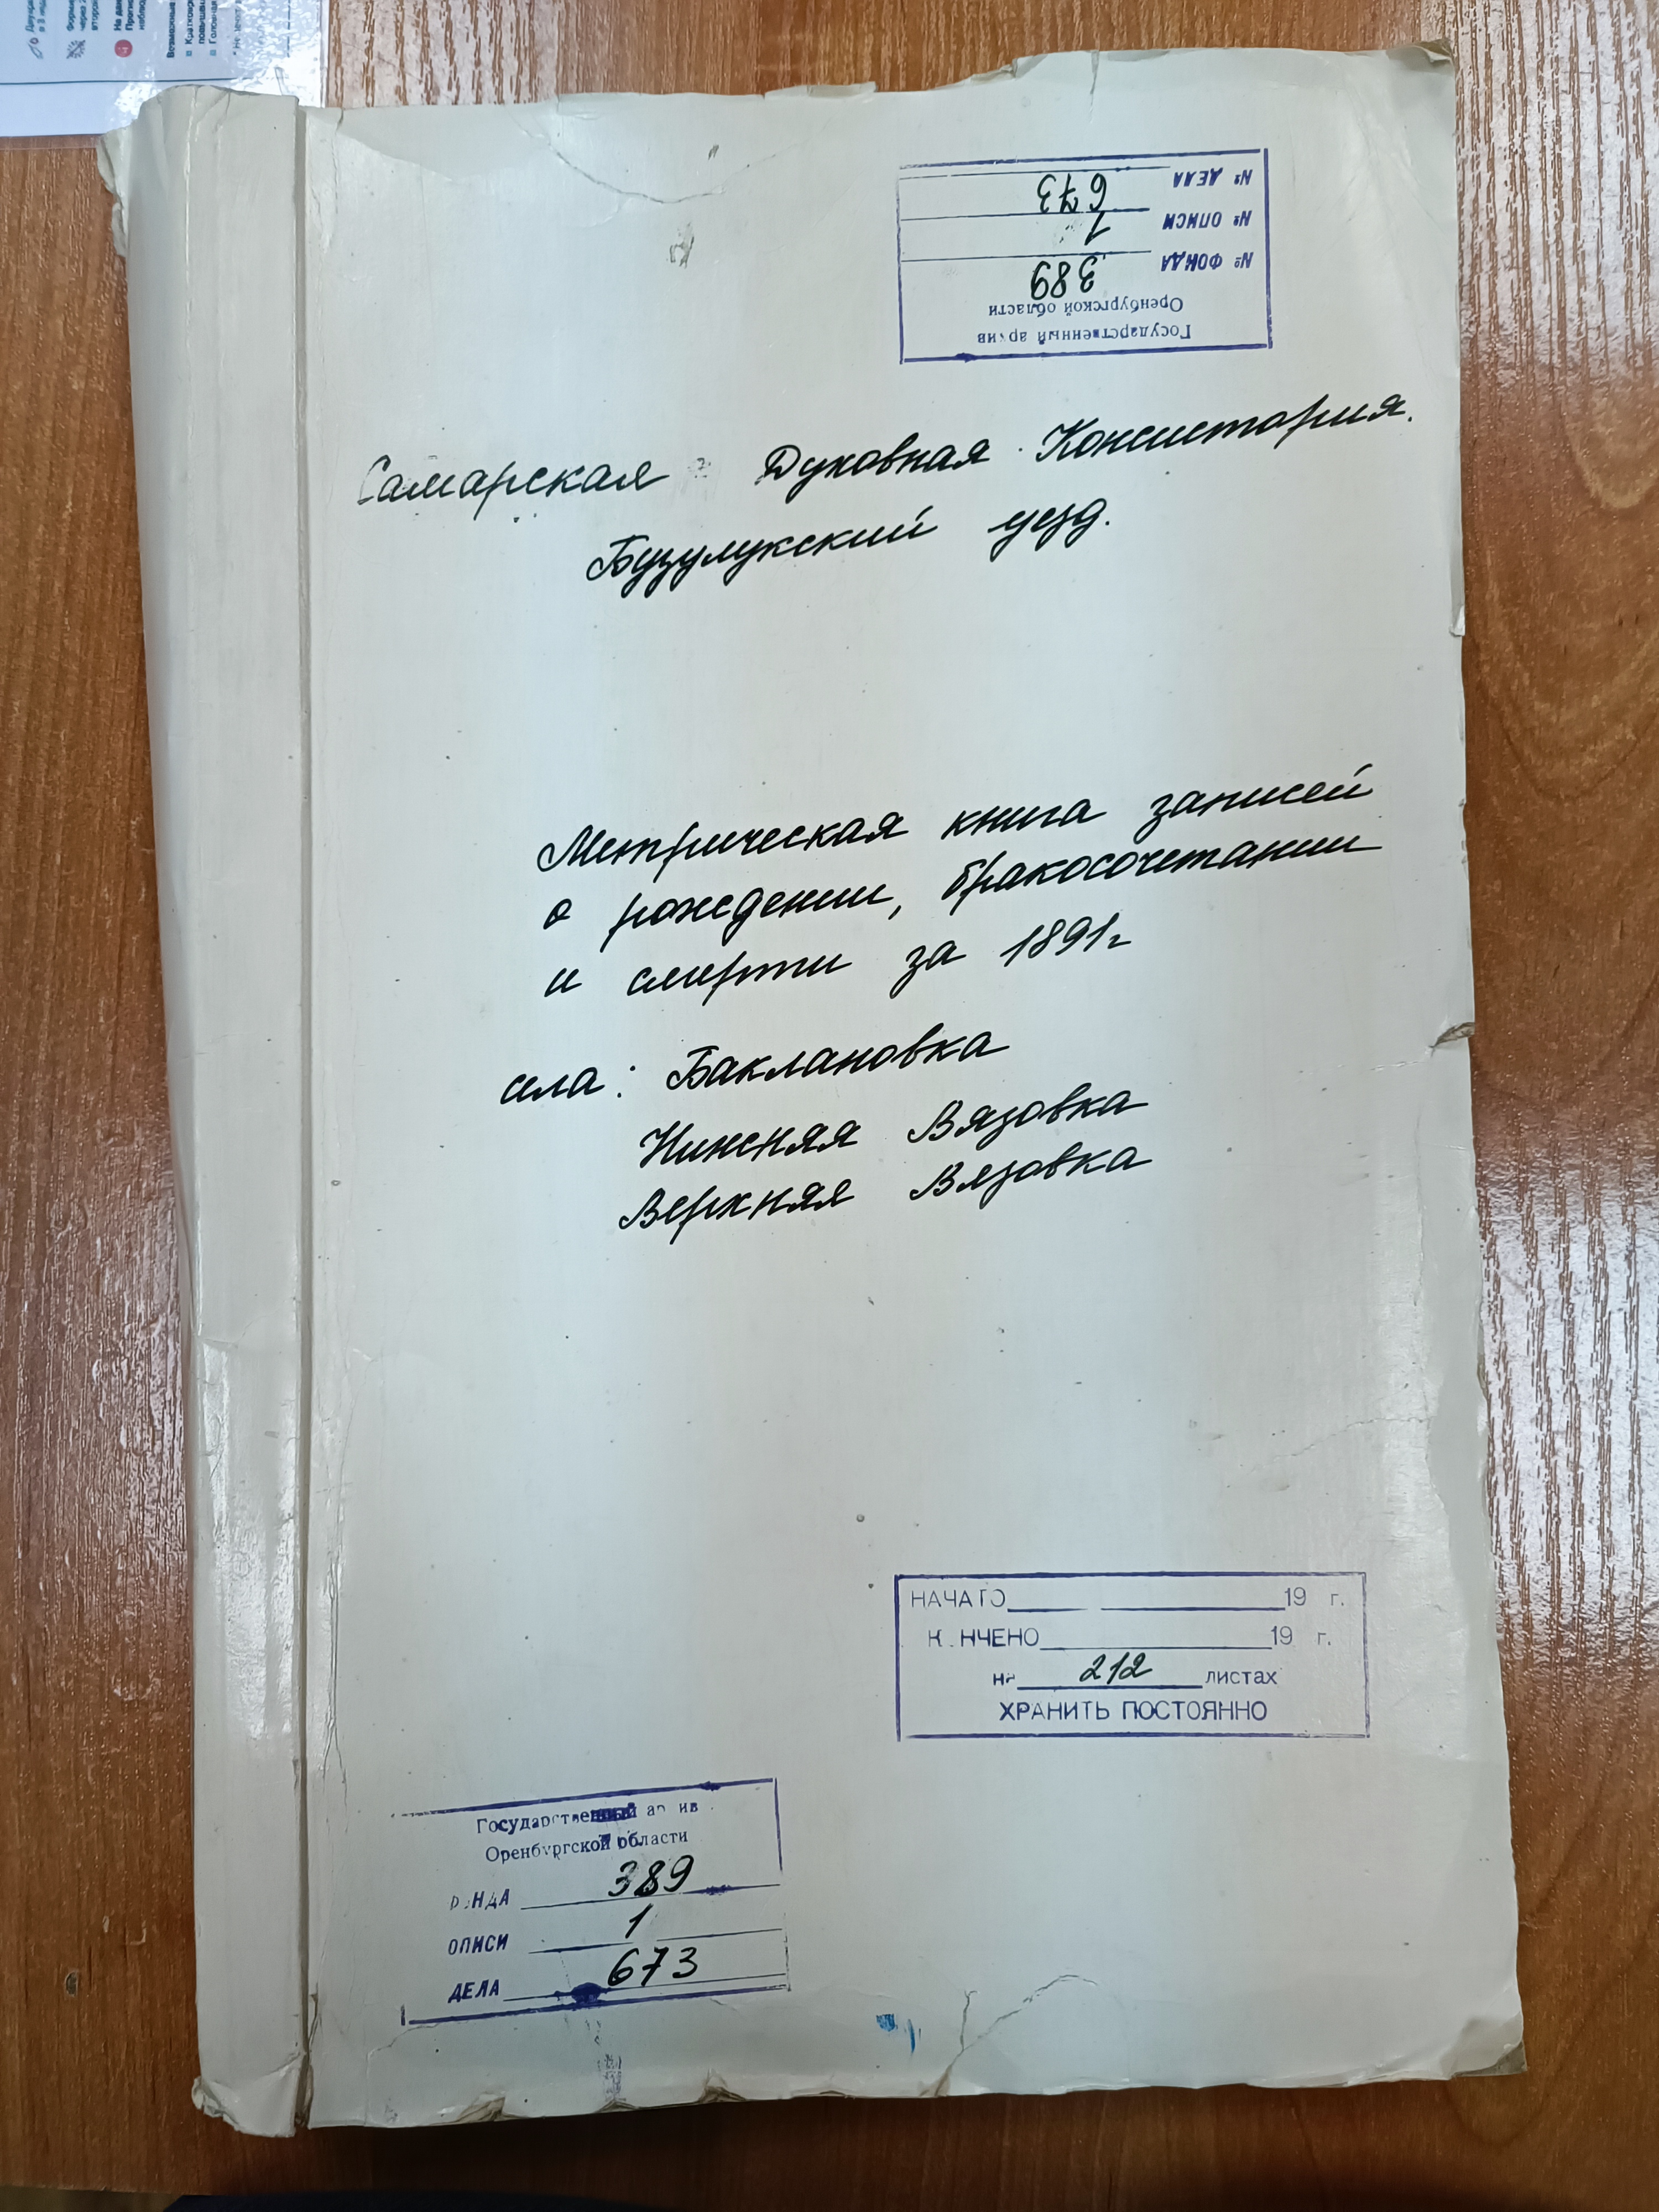 № ДЕЛА 673
№ ОПИСИ 1
№ ФОНДА 389
Оренбургской области
Государственный архив
Самарская Духовная Консистория.
Бузулукский уезд.
Метрическая книга записей
о рождении, бракосочетании
и смерти за 1891г
села: Баклановка
Нижняя Вязовка
Верхняя Вязовка
НАЧАТО 19 г.
КОНЧЕНО 19 г.
на 212 листах
ХРАНИТЬ ПОСТОЯННО
Государственный архив
Оренбургской области
ФОНДА 389
ОПИСИ 1
ДЕЛА 673